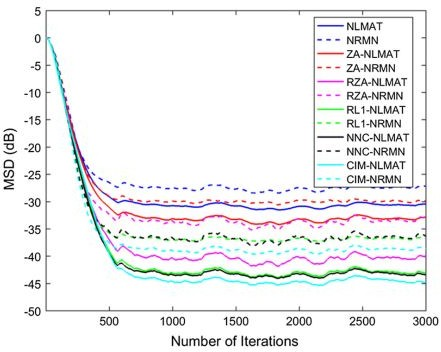 5
0
-5
-10
-15
-20
-25
-30
-35
-40
-45
-50
MSD (dB)
NLMAT
NRMN
ZA-NLMAT
ZA-NRMN
RZA-NLMAT
RZA-NRMN
RL1-NLMAT
RL1-NRMN
NNC-NLMAT
NNC-NRMN
CIM-NLMAT
CIM-NRMN
0 500 1000 1500 2000 2500 3000
Number of Iterations